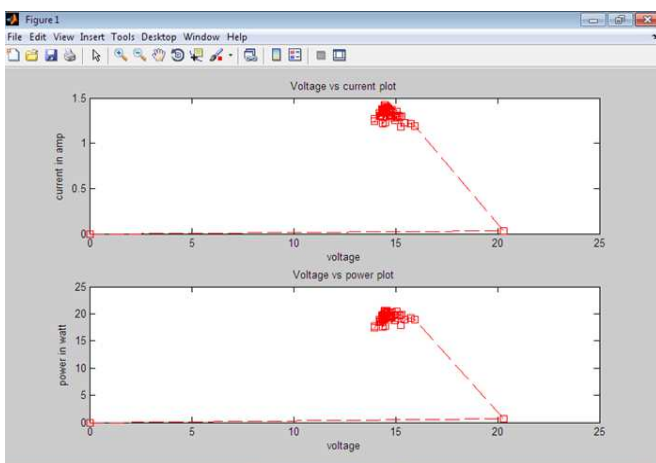 Figure 1
File Edit View Insert Tools Desktop Window Help
Voltage vs current plot
1.5
1
0.5
0
current in amp
0 5 10 15 20 25
voltage
Voltage vs power plot
25
20
15
10
5
0
power in watt
0 5 10 15 20 25
voltage